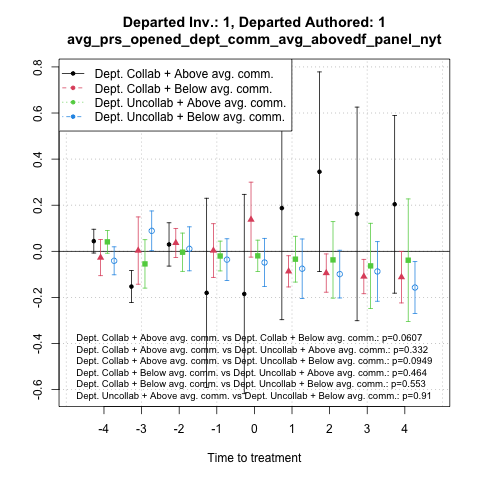 Departed Inv.: 1, Departed Authored: 1
avg_prs_opened_dept_comm_avg_abovedf_panel_nyt
Dept. Collab + Above avg. comm.
Dept. Collab + Below avg. comm.
Dept. Uncollab + Above avg. comm.
Dept. Uncollab + Below avg. comm.
0.8
0.6
0.4
0.2
0.0
-0.2
-0.4
-0.6
Dept. Collab + Above avg. comm. vs Dept. Collab + Below avg. comm.: p=0.0607
Dept. Collab + Above avg. comm. vs Dept. Uncollab + Above avg. comm.: p=0.332
Dept. Collab + Above avg. comm. vs Dept. Uncollab + Below avg. comm.: p=0.0949
Dept. Collab + Below avg. comm. vs Dept. Uncollab + Above avg. comm.: p=0.464
Dept. Collab + Below avg. comm. vs Dept. Uncollab + Below avg. comm.: p=0.553
Dept. Uncollab + Above avg. comm. vs Dept. Uncollab + Below avg. comm.: p=0.91
-4 -3 -2 -1 0 1 2 3 4
Time to treatment